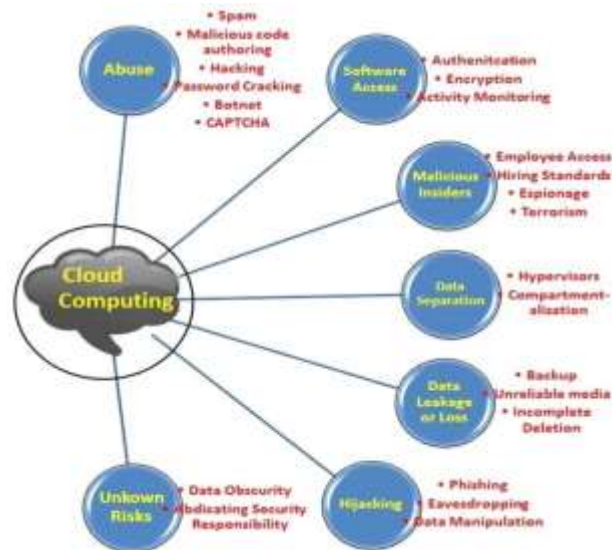 Abuse
• Spam
• Malicious code
authoring
• Hacking
• Password Cracking
• Botnet
• CAPTCHA
Software
Access
• Authenitcation
• Encryption
• Activity Monitoring
Malicious
Insiders
• Employee Access
• Hiring Standards
• Espionage
• Terrorism
Cloud
Computing
Data
Separation
• Hypervisors
• Compartment-
alization
Data
Leakage
or Loss
• Backup
• Unreliable media
• Incomplete
Deletion
Unkown
Risks
• Data Obscurity
• Abdicating Security
Responsibility
Hijacking
• Phishing
• Eavesdropping
• Data Manipulation